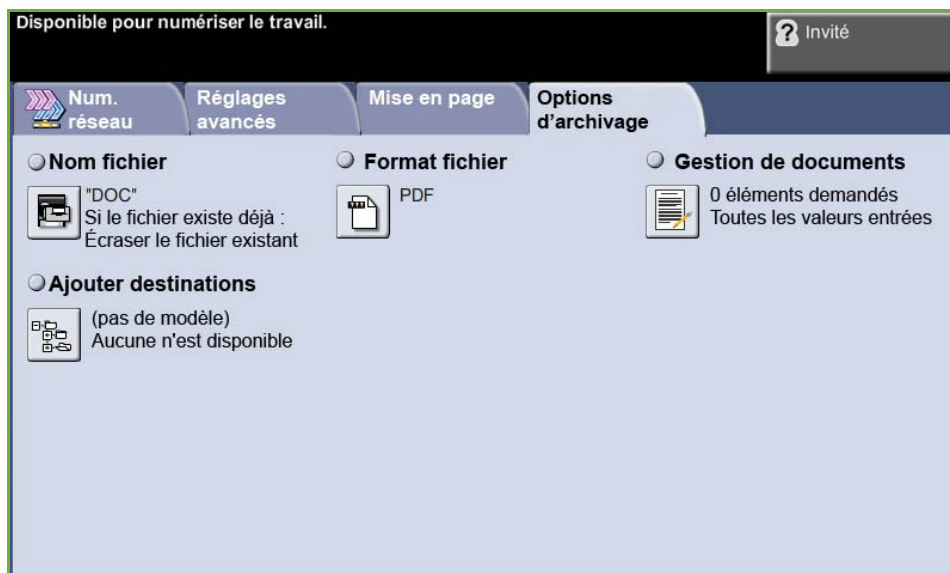 Disponible pour numériser le travail.
Invité
Num.
réseau
Réglages
avancés
Mise en page
Options
d'archivage
Nom fichier
"DOC"
Si le fichier existe déjà :
Écraser le fichier existant
Format fichier
PDF
Gestion de documents
0 éléments demandés
Toutes les valeurs entrées
Ajouter destinations
(pas de modèle)
Aucune n'est disponible